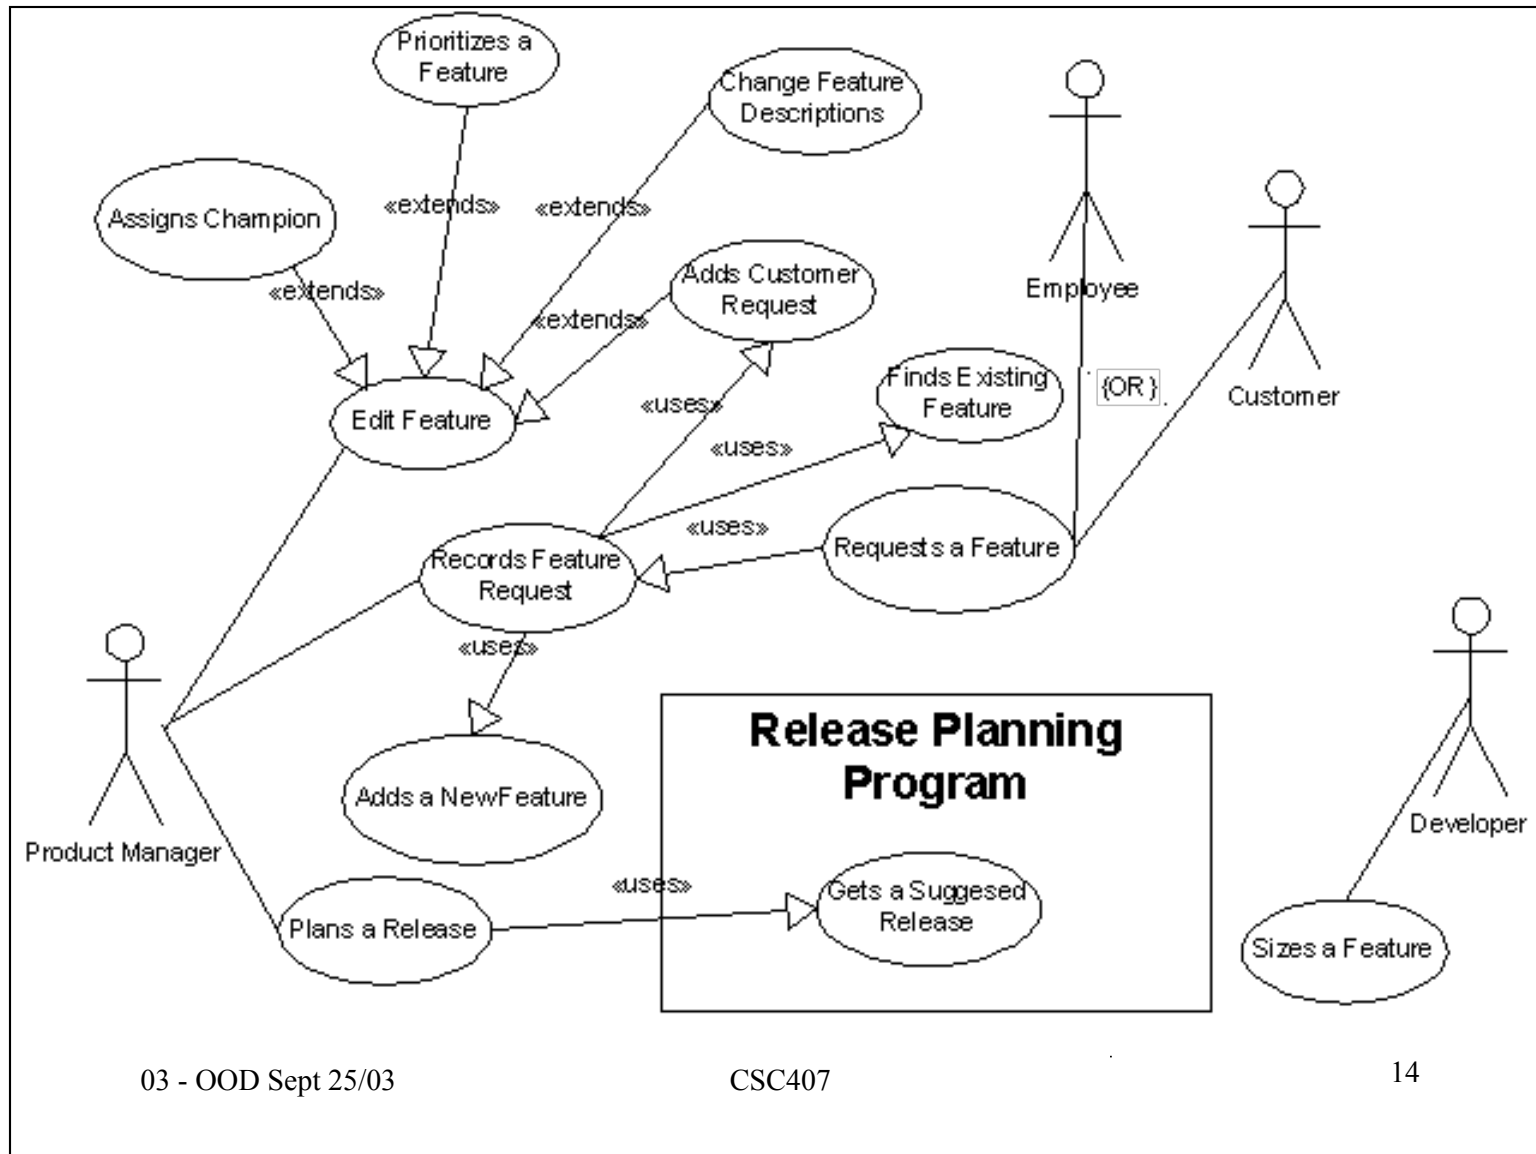 Prioritizes a
Feature
Change Feature
Descriptions
«extends»
«extends»
Assigns Champion
«extends»
Adds Customer
Request
Employee
«extends»
Finds Existing
Feature
{OR}
Customer
«uses»
Edit Feature
«uses»
«uses»
Requests a Feature
Records Feature
Request
«uses»
Release Planning
Program
Adds a New Feature
Developer
Product Manager
«uses»
Gets a Suggesed
Release
Plans a Release
Sizes a Feature
03 - OOD Sept 25/03
CSC407
14